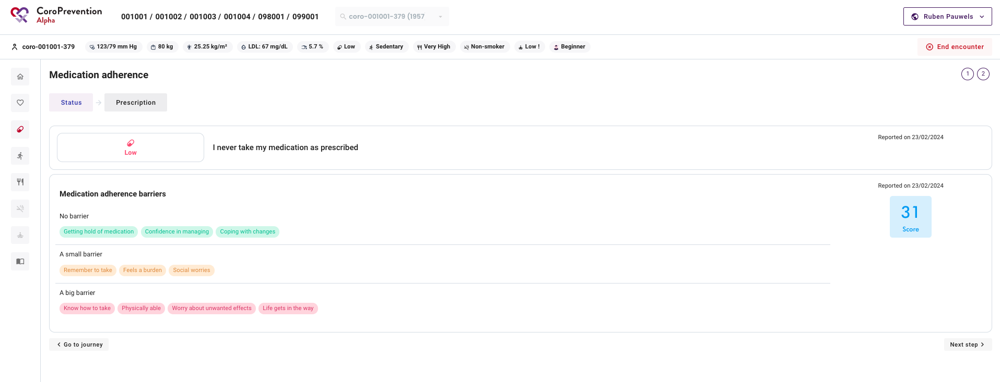 CoroPrevention
Alpha
001001 / 001002 / 001003 / 001004 / 098001 / 099001
coro-001001-379 (1957
Ruben Pauwels
coro-001001-379
123/79 mm Hg
80 kg
25.25 kg/m²
LDL: 67 mg/dL
5.7 %
Low
Sedentary
Very High
Non-smoker
Low !
Beginner
End encounter
Medication adherence
1
2
Status
Prescription
Low
I never take my medication as prescribed
Reported on 23/02/2024
Medication adherence barriers
Reported on 23/02/2024
31
Score
No barrier
Getting hold of medication
Confidence in managing
Coping with changes
A small barrier
Remember to take
Feels a burden
Social worries
A big barrier
Know how to take
Physically able
Worry about unwanted effects
Life gets in the way
Go to journey
Next step